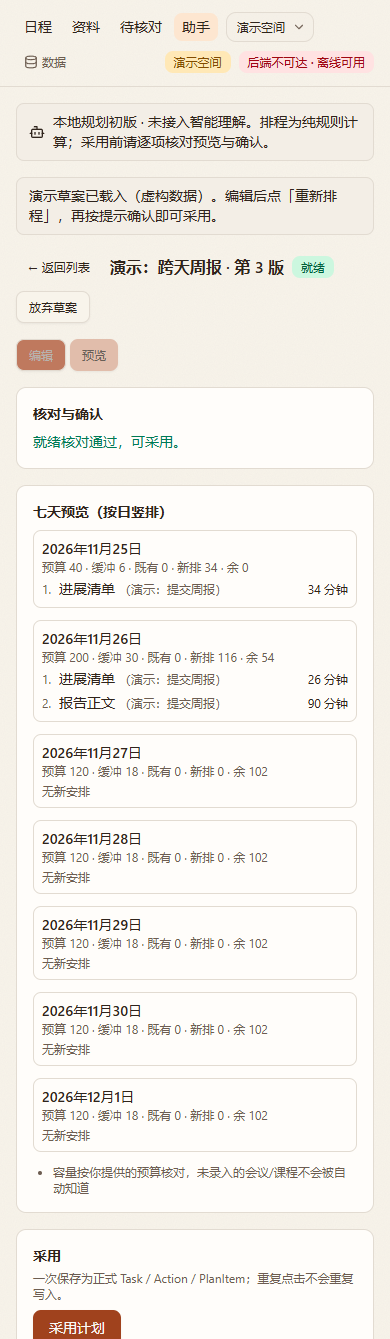 日程 资料 待核对 助手 演示空间
数据 演示空间 后端不可达 · 离线可用
本地规划初版 · 未接入智能理解。排程为纯规则计
算；采用前请逐项核对预览与确认。
演示草案已载入（虚构数据）。编辑后点「重新排
程」，再按提示确认即可采用。
← 返回列表 演示：跨天周报 · 第 3 版 就绪
放弃草案
编辑 预览
核对与确认
就绪核对通过，可采用。
七天预览（按日竖排）
2026年11月25日
预算 40 · 缓冲 6 · 既有 0 · 新排 34 · 余 0
1. 进展清单 （演示：提交周报） 34 分钟
2026年11月26日
预算 200 · 缓冲 30 · 既有 0 · 新排 116 · 余 54
1. 进展清单 （演示：提交周报） 26 分钟
2. 报告正文 （演示：提交周报） 90 分钟
2026年11月27日
预算 120 · 缓冲 18 · 既有 0 · 新排 0 · 余 102
无新安排
2026年11月28日
预算 120 · 缓冲 18 · 既有 0 · 新排 0 · 余 102
无新安排
2026年11月29日
预算 120 · 缓冲 18 · 既有 0 · 新排 0 · 余 102
无新安排
2026年11月30日
预算 120 · 缓冲 18 · 既有 0 · 新排 0 · 余 102
无新安排
2026年12月1日
预算 120 · 缓冲 18 · 既有 0 · 新排 0 · 余 102
无新安排
• 容量按你提供的预算核对，未录入的会议/课程不会被自
动知道
采用
一次保存为正式 Task / Action / PlanItem；重复点击不会重复
写入。
采用计划